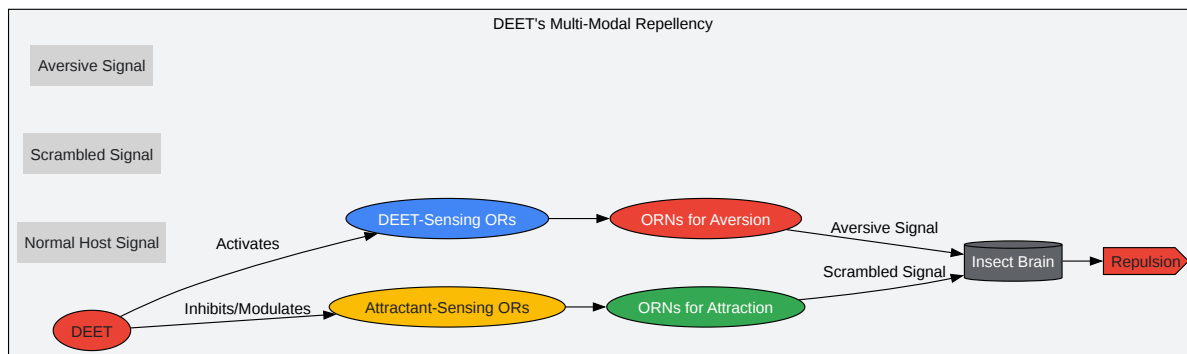 DEET's Multi-Modal Repellency
Aversive Signal
Scrambled Signal
Normal Host Signal
DEET
Activates
Inhibits/Modulates
DEET-Sensing ORs
Attractant-Sensing ORs
ORNs for Aversion
ORNs for Attraction
Aversive Signal
Scrambled Signal
Insect Brain
Repulsion